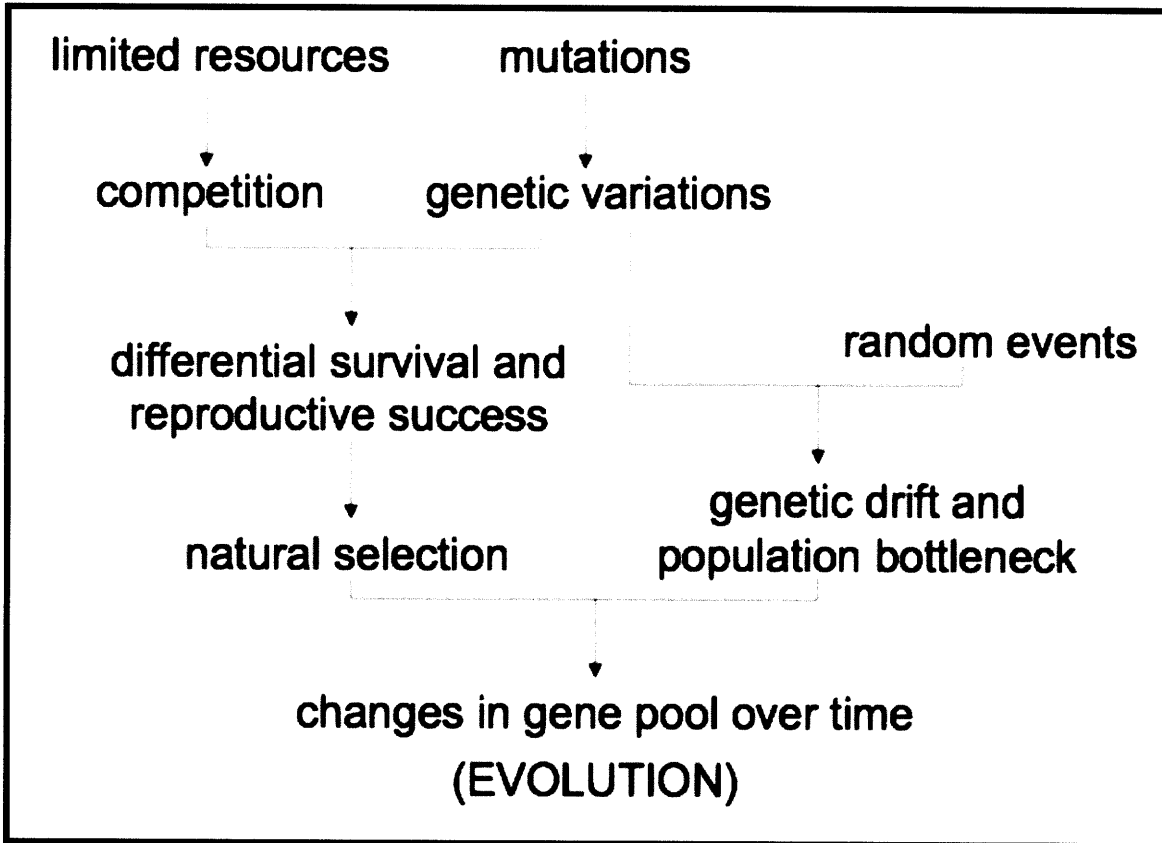 limited resources
mutations
competition
genetic variations
differential survival and
reproductive success
random events
natural selection
genetic drift and
population bottleneck
changes in gene pool over time
(EVOLUTION)